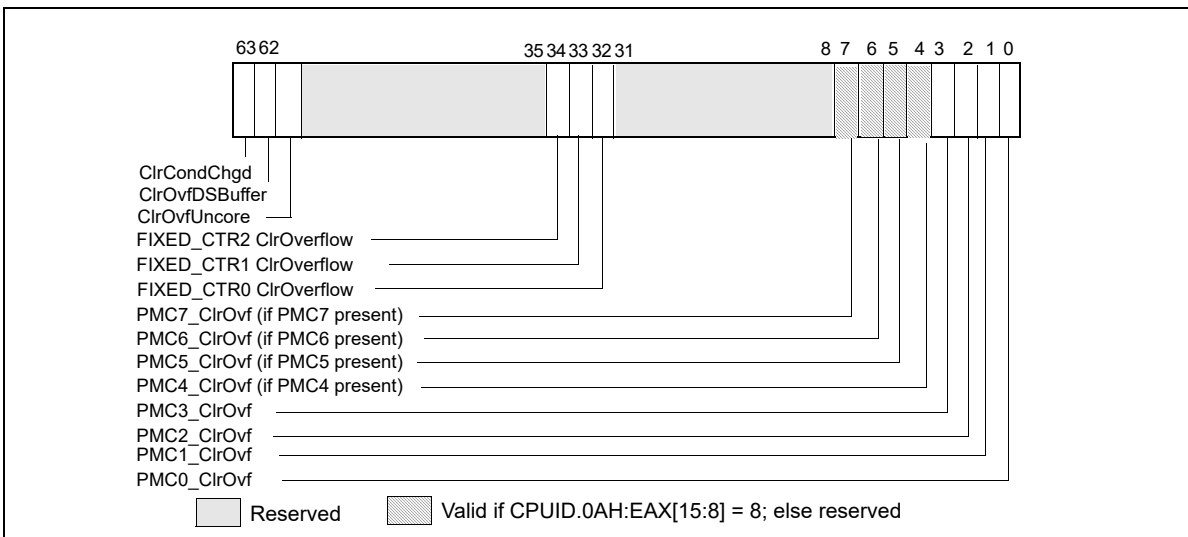 63 62 35 34 33 32 31 8 7 6 5 4 3 2 1 0
ClrCondChgd
ClrOvfDSBuffer
ClrOvfUncore
FIXED_CTR2 ClrOverflow
FIXED_CTR1 ClrOverflow
FIXED_CTR0 ClrOverflow
PMC7_ClrOvf (if PMC7 present)
PMC6_ClrOvf (if PMC6 present)
PMC5_ClrOvf (if PMC5 present)
PMC4_ClrOvf (if PMC4 present)
PMC3_ClrOvf
PMC2_ClrOvf
PMC1_ClrOvf
PMC0_ClrOvf
Reserved Valid if CPUID.0AH:EAX[15:8] = 8; else reserved